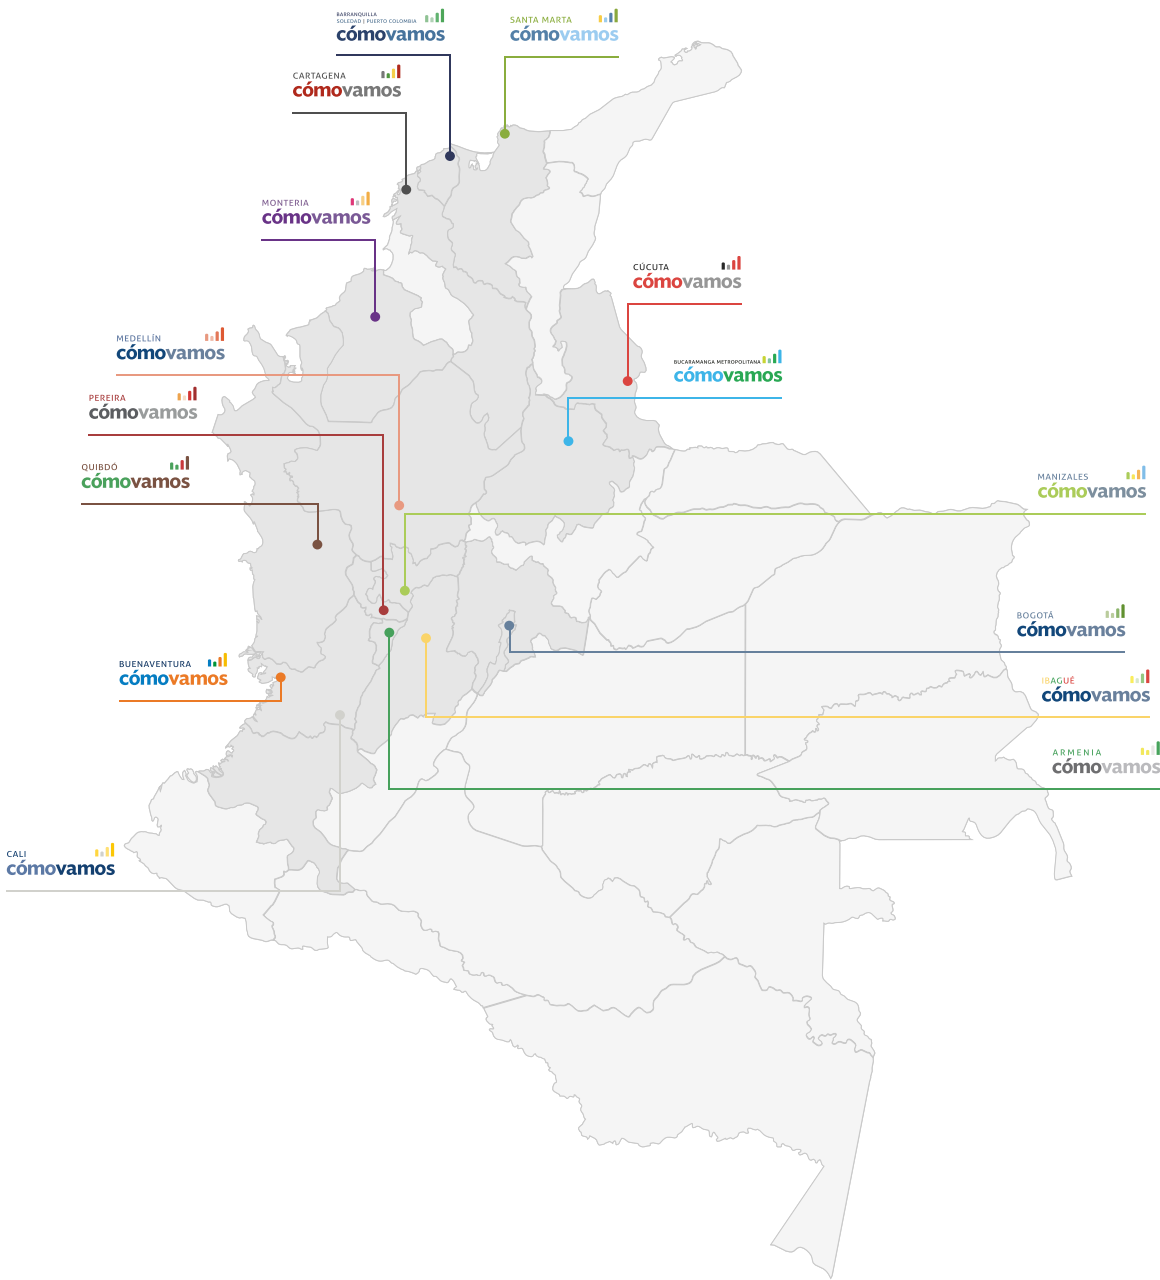 BARRANQUILLA
SOLEDAD | PUERTO COLOMBIA
cómovamos
SANTA MARTA
cómovamos
CARTAGENA
cómovamos
MONTERIA
cómovamos
CÚCUTA
cómovamos
MEDELLÍN
cómovamos
BUCARAMANGA METROPOLITANA
cómovamos
PEREIRA
cómovamos
QUIBDÓ
cómovamos
MANIZALES
cómovamos
BOGOTÁ
cómovamos
BUENAVENTURA
cómovamos
IBAGUÉ
cómovamos
ARMENIA
cómovamos
CALI
cómovamos